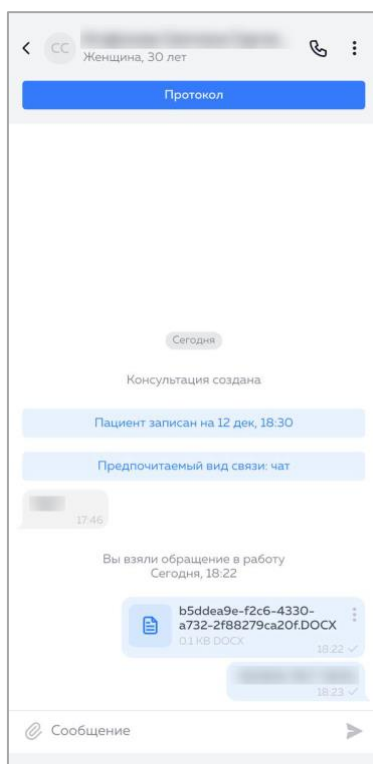 CC
Женщина, 30 лет
Протокол
Сегодня
Консультация создана
Пациент записан на 12 дек, 18:30
Предпочитаемый вид связи: чат
17:46
Вы взяли обращение в работу
Сегодня, 18:22
b5ddea9e-f2c6-4330-
a732-2f88279ca20f.DOCX
0.1 KB DOCX
18:22
18:23
Сообщение